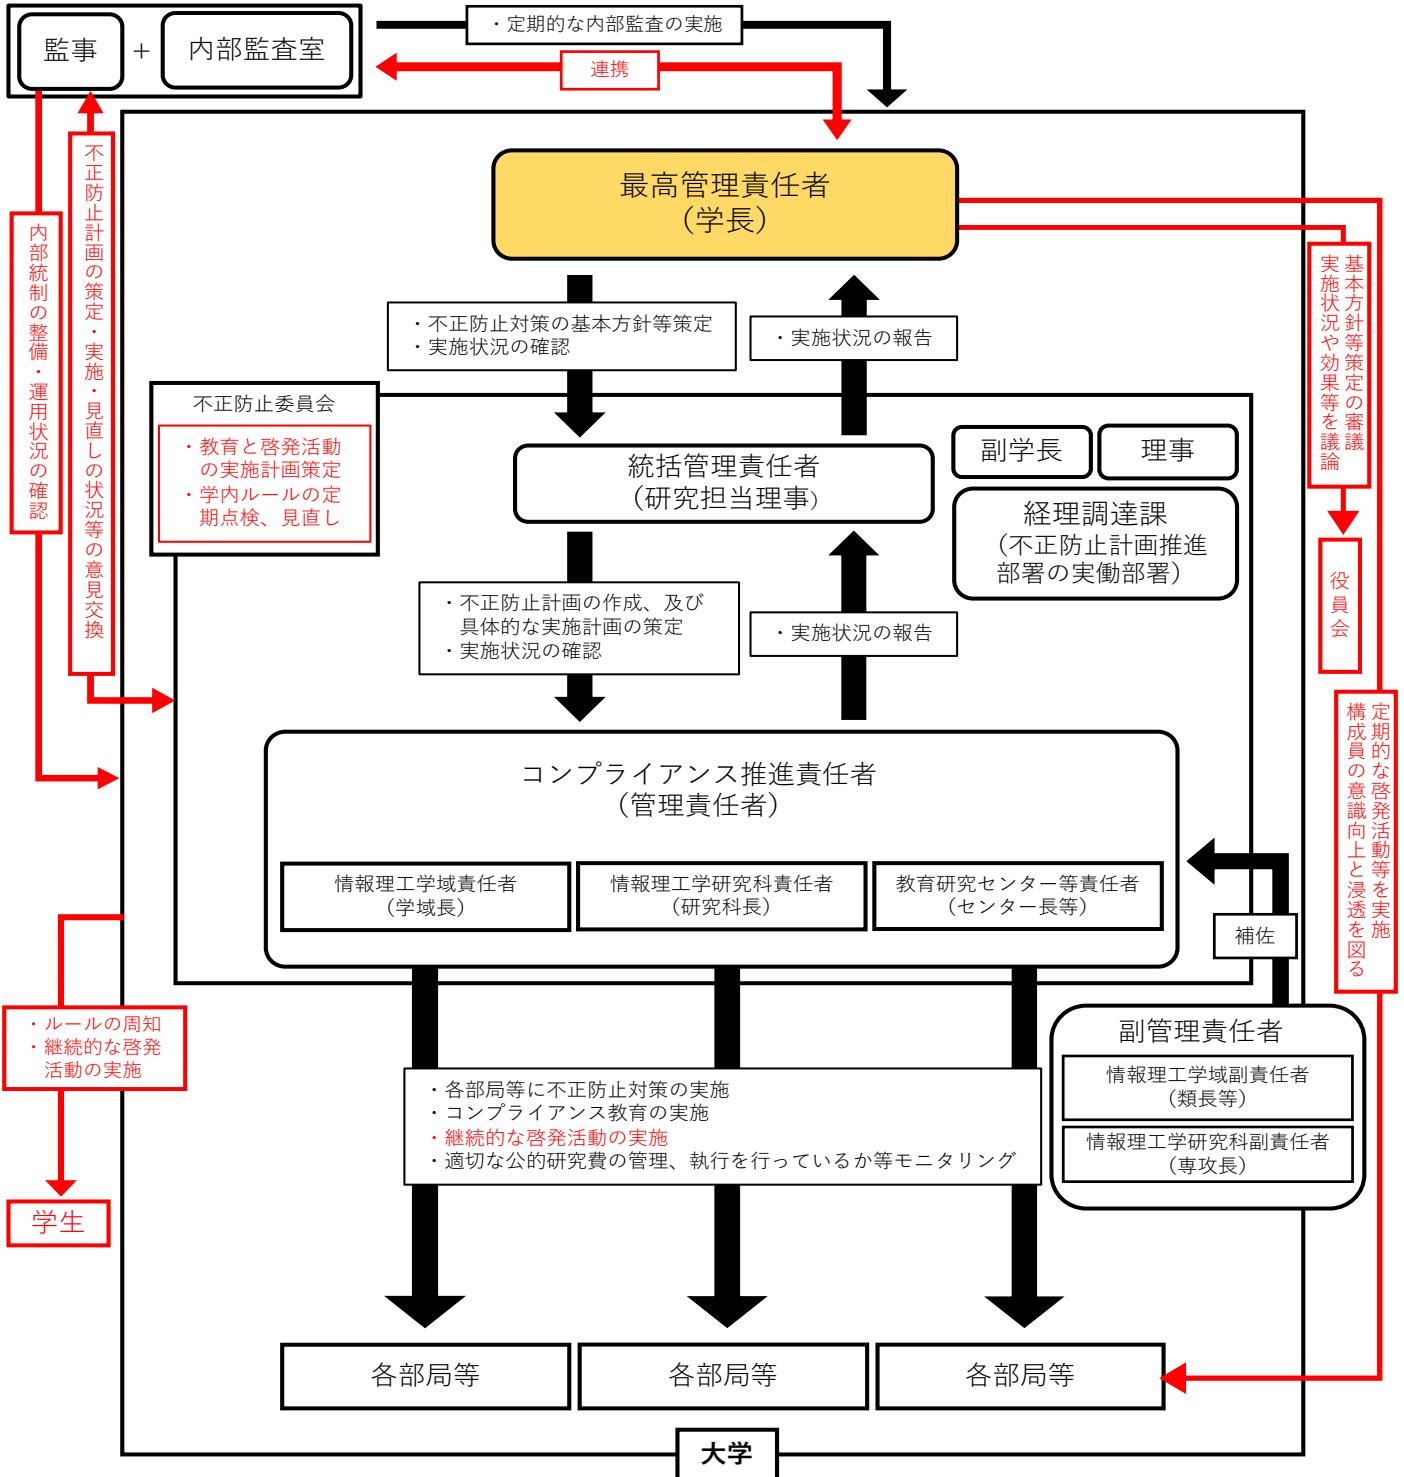 監事
+
内部監査室
・定期的な内部監査の実施
連携
最高管理責任者
（学長）
・不正防止対策の基本方針等策定
・実施状況の確認
・実施状況の報告
基本方針等策定の審議
実施状況や効果等を議論
役員会
内部統制の整備・運用状況の確認
不正防止計画の策定・実施・見直しの状況等の意見交換
不正防止委員会
・教育と啓発活動
の実施計画策定
・学内ルールの定
期点検、見直し
統括管理責任者
（研究担当理事）
副学長
理事
経理調達課
（不正防止計画推進
部署の実働部署）
・不正防止計画の作成、及び
具体的な実施計画の策定
・実施状況の確認
・実施状況の報告
定期的な啓発活動等を実施
構成員の意識向上と浸透を図る
コンプライアンス推進責任者
（管理責任者）
情報理工学域責任者
（学域長）
情報理工学研究科責任者
（研究科長）
教育研究センター等責任者
（センター長等）
補佐
副管理責任者
情報理工学域副責任者
（類長等）
情報理工学研究科副責任者
（専攻長）
・ルールの周知
・継続的な啓発
活動の実施
学生
・各部局等に不正防止対策の実施
・コンプライアンス教育の実施
・継続的な啓発活動の実施
・適切な公的研究費の管理、執行を行っているか等モニタリング
各部局等
各部局等
各部局等
大学